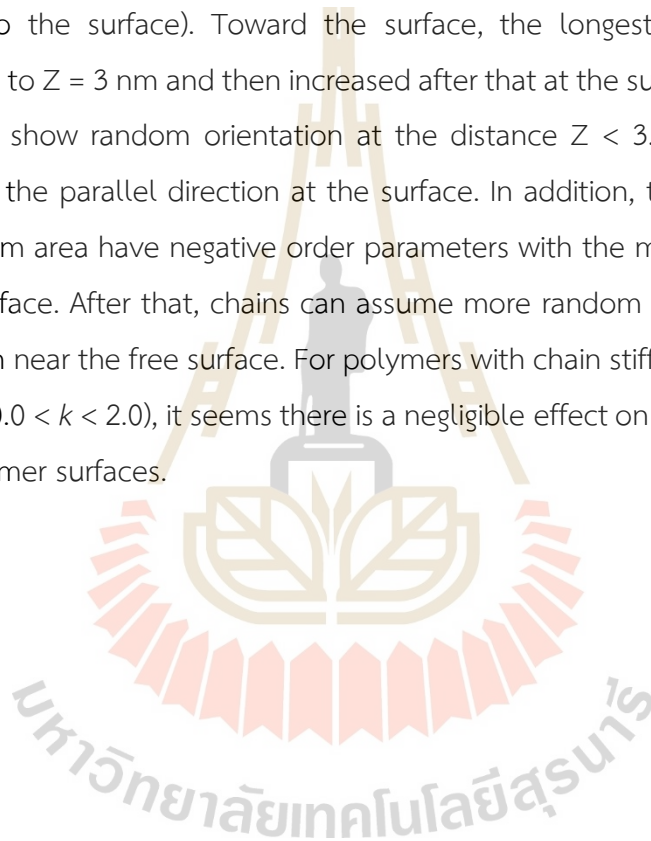 o the surface). Toward the surface, the longest
to Z = 3 nm and then increased after that at the su
show random orientation at the distance Z < 3.
the parallel direction at the surface. In addition, t
m area have negative order parameters with the m
face. After that, chains can assume more random
n near the free surface. For polymers with chain stiff
0.0 < k < 2.0), it seems there is a negligible effect on
mer surfaces.
มหาวิทยาลัยเทคโนโลยีสุรนารี